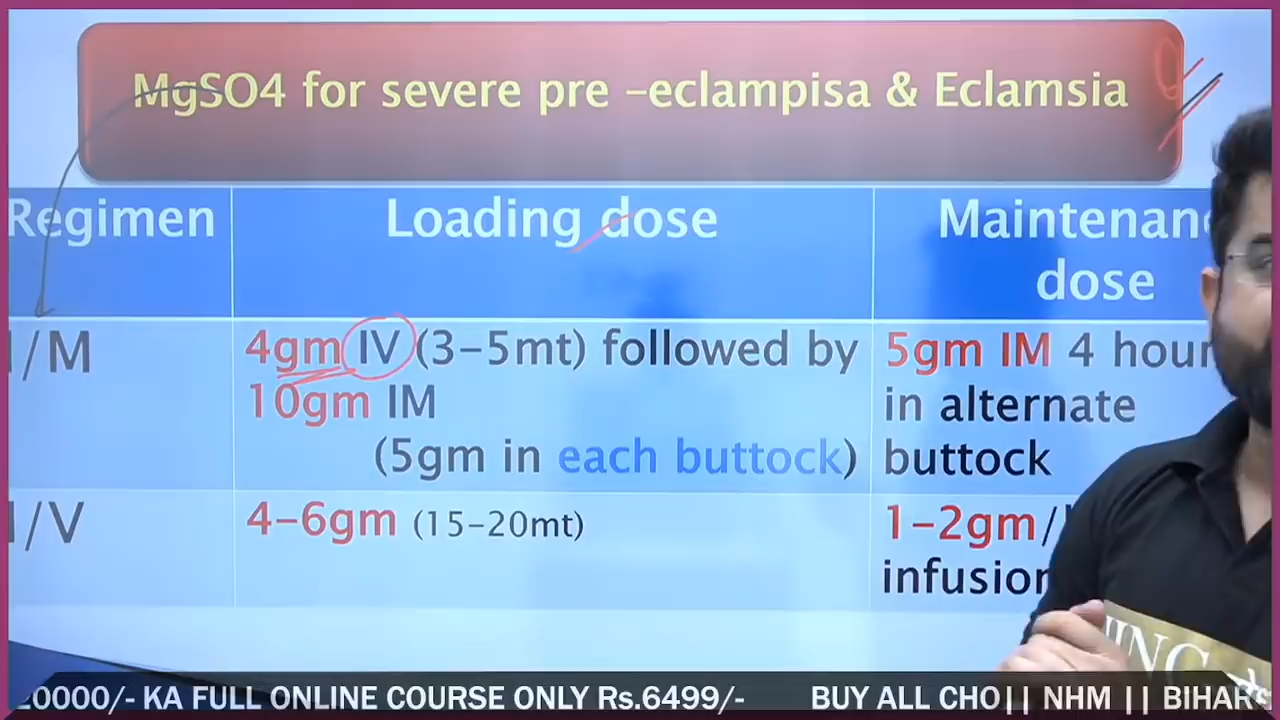 MgSO4 for severe pre –eclampisa & Eclamsia
Regimen
Loading dose
Maintenanc
dose
I/M
4gm IV (3–5mt) followed by
10gm IM
(5gm in each buttock)
5gm IM 4 hour
in alternate
buttock
I/V
4–6gm (15–20mt)
1–2gm/
infusion
ING
20000/- KA FULL ONLINE COURSE ONLY Rs.6499/- BUY ALL CHO|| NHM || BIHAR